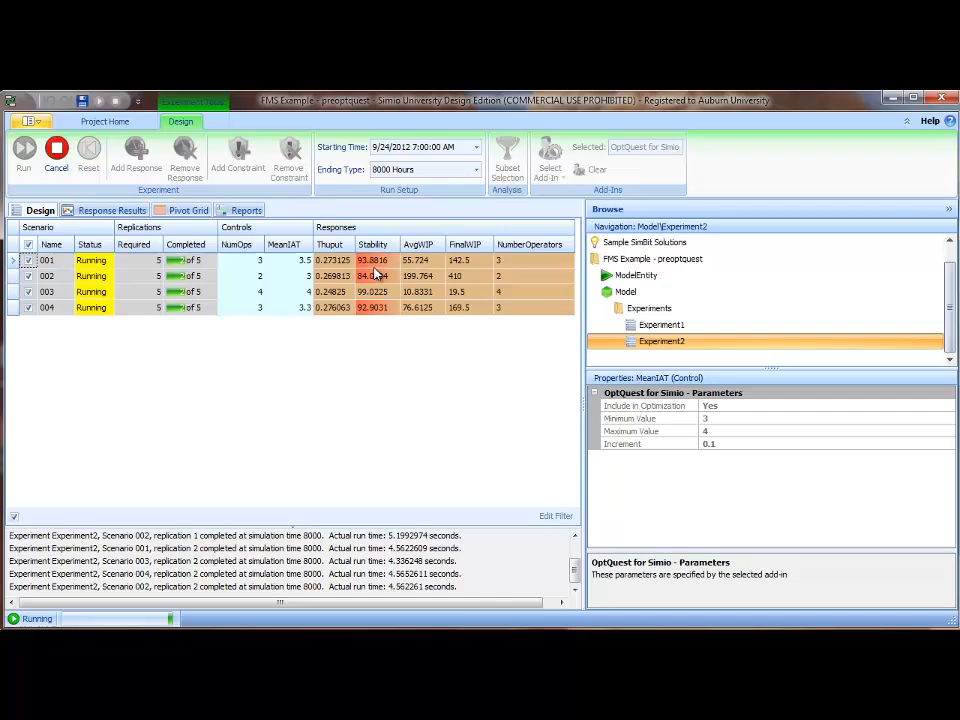 Experiment Tools
FMS Example - preoptquest - Simio University Design Edition (COMMERCIAL USE PROHIBITED) - Registered to Auburn University
Project Home Design Help
Run Cancel Reset Add Response Remove Response Add Constraint Remove Constraint
Experiment
Starting Time: 9/24/2012 7:00:00 AM
Ending Type: 8000 Hours
Run Setup
Subset Selection
Analysis
Select Add-In
Selected: OptQuest for Simio
Clear
Add-Ins
Design Response Results Pivot Grid Reports
Scenario Replications Controls Responses
Name Status Required Completed NumOps MeanIAT Thuput Stability AvgWIP FinalWIP NumberOperators
001 Running 5 of 5 3 3.5 0.273125 93.8816 55.724 142.5 3
002 Running 5 of 5 2 3 0.269813 199.764 410 2
003 Running 5 of 5 4 4 0.24825 99.0225 10.8331 19.5 4
004 Running 5 of 5 3 3.3 0.276063 92.9031 76.6125 169.5 3
Edit Filter
Experiment Experiment2, Scenario 002, replication 1 completed at simulation time 8000. Actual run time: 5.1992974 seconds.
Experiment Experiment2, Scenario 001, replication 2 completed at simulation time 8000. Actual run time: 4.5622609 seconds.
Experiment Experiment2, Scenario 003, replication 2 completed at simulation time 8000. Actual run time: 4.336248 seconds.
Experiment Experiment2, Scenario 004, replication 2 completed at simulation time 8000. Actual run time: 4.5652611 seconds.
Experiment Experiment2, Scenario 002, replication 2 completed at simulation time 8000. Actual run time: 4.562261 seconds.
Running
Browse
Navigation: Model\Experiment2
Sample SimBit Solutions
FMS Example - preoptquest
ModelEntity
Model
Experiments
Experiment1
Experiment2
Properties: MeanIAT (Control)
OptQuest for Simio - Parameters
Include in Optimization Yes
Minimum Value 3
Maximum Value 4
Increment 0.1
OptQuest for Simio - Parameters
These parameters are specified by the selected add-in